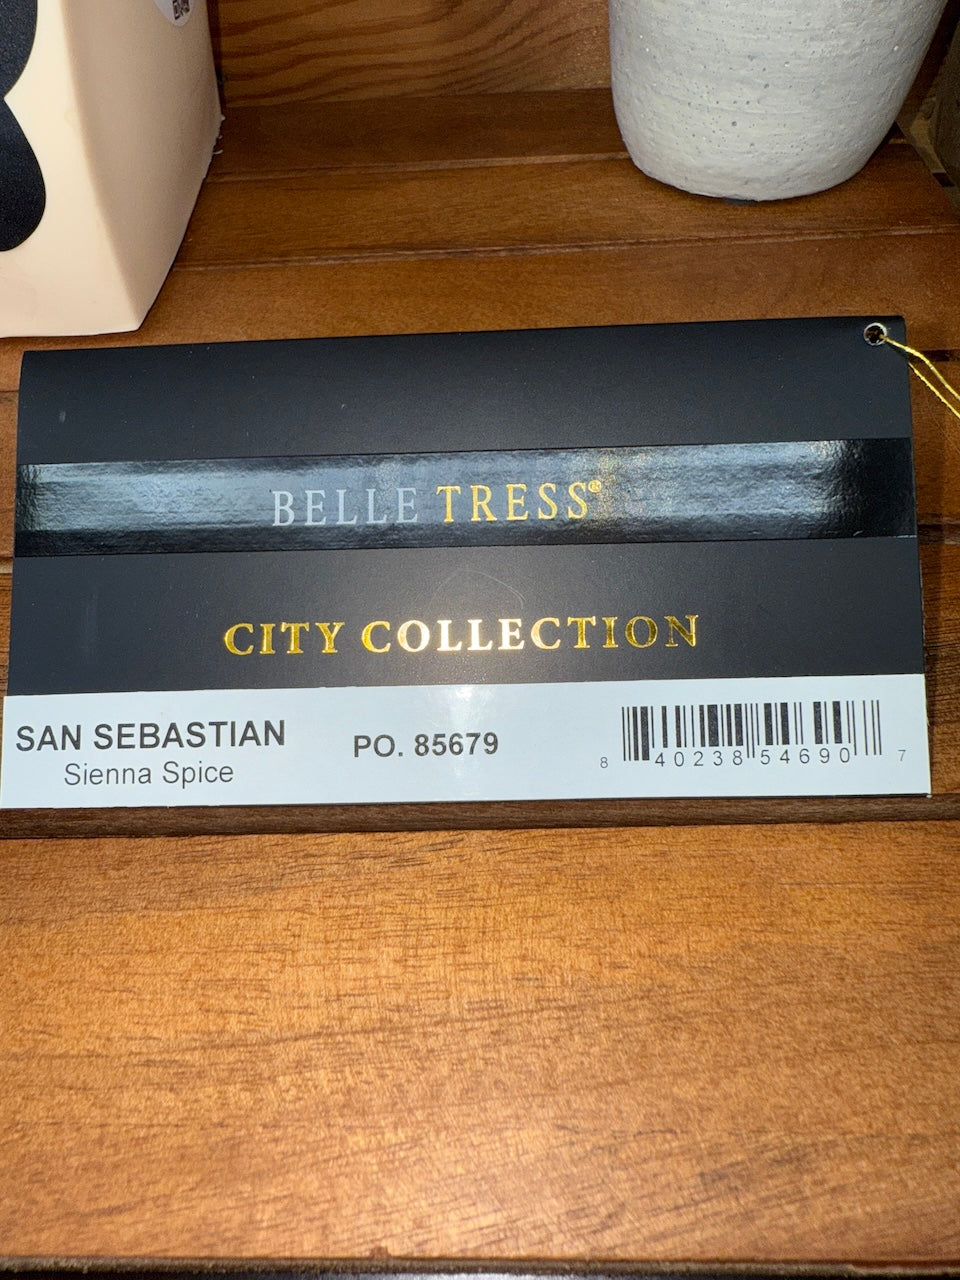 BELLE TRESS®
CITY COLLECTION
SAN SEBASTIAN
Sienna Spice
PO. 85679
8 40238 54690 7